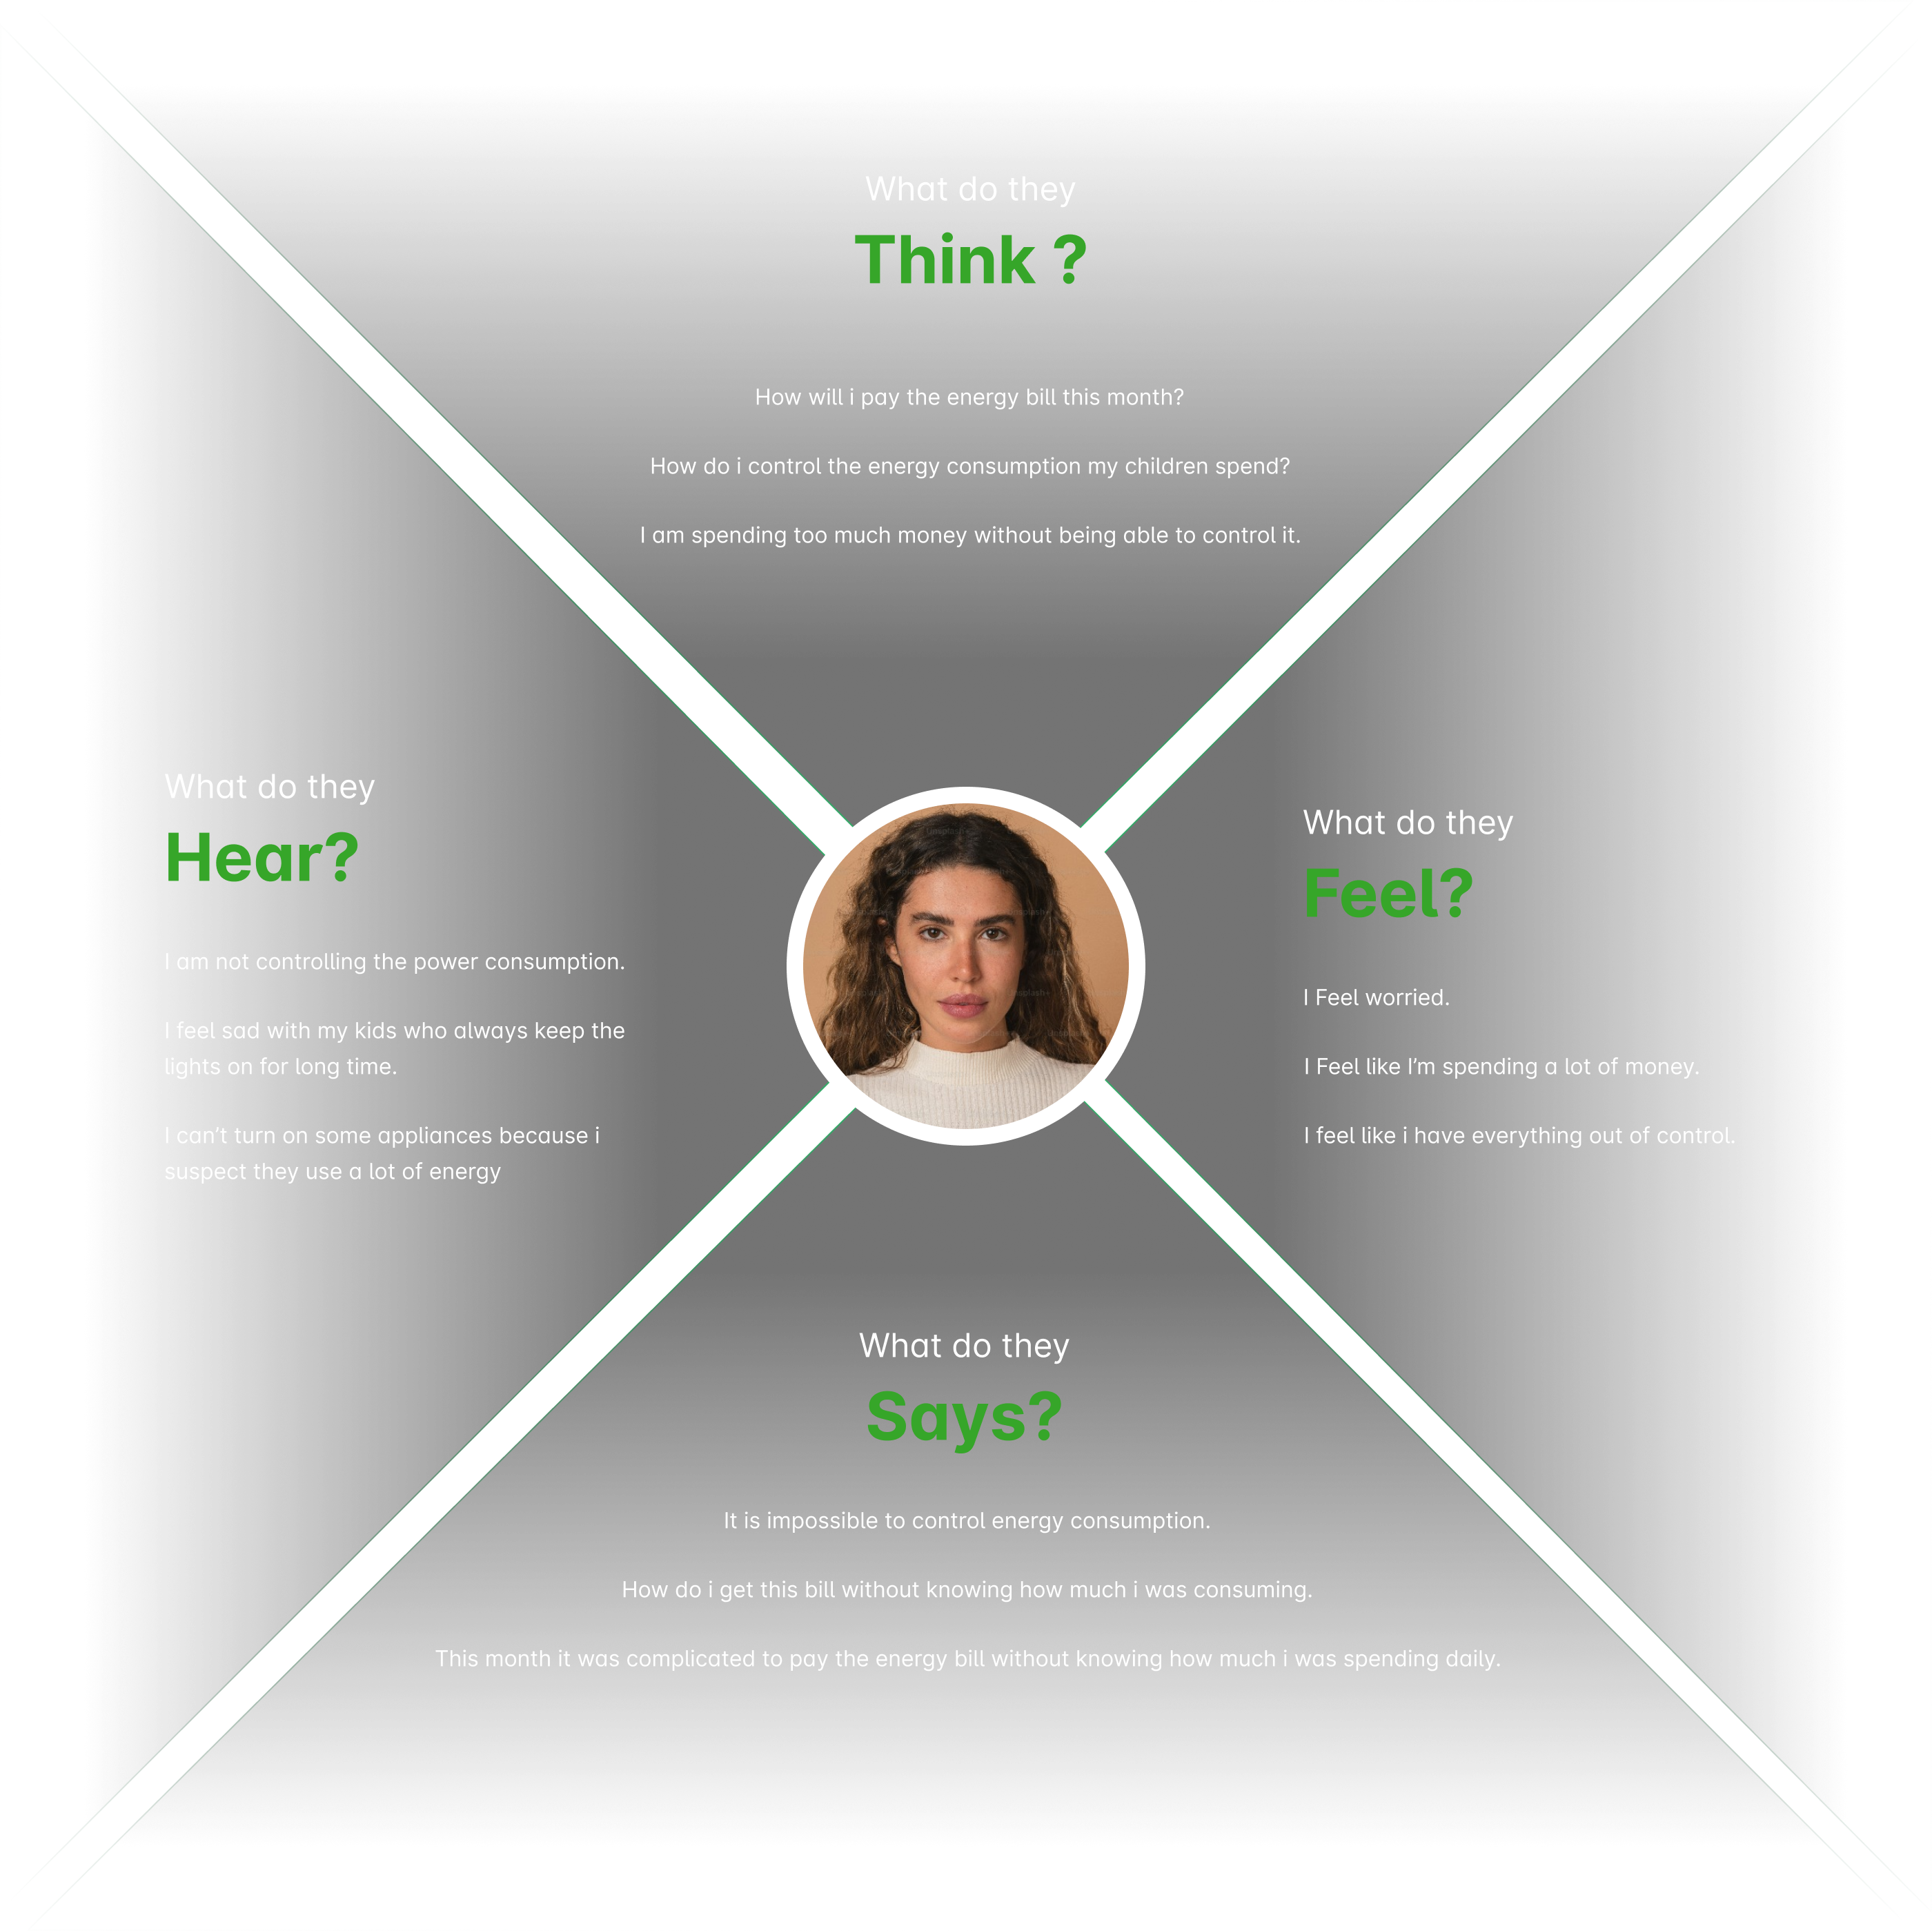 What do they
Think ?
How will i pay the energy bill this month?
How do i control the energy consumption my children spend?
I am spending too much money without being able to control it.
What do they
Hear?
I am not controlling the power consumption.
I feel sad with my kids who always keep the
lights on for long time.
I can’t turn on some appliances because i
suspect they use a lot of energy
What do they
Feel?
I Feel worried.
I Feel like I’m spending a lot of money.
I feel like i have everything out of control.
What do they
Says?
It is impossible to control energy consumption.
How do i get this bill without knowing how much i was consuming.
This month it was complicated to pay the energy bill without knowing how much i was spending daily.